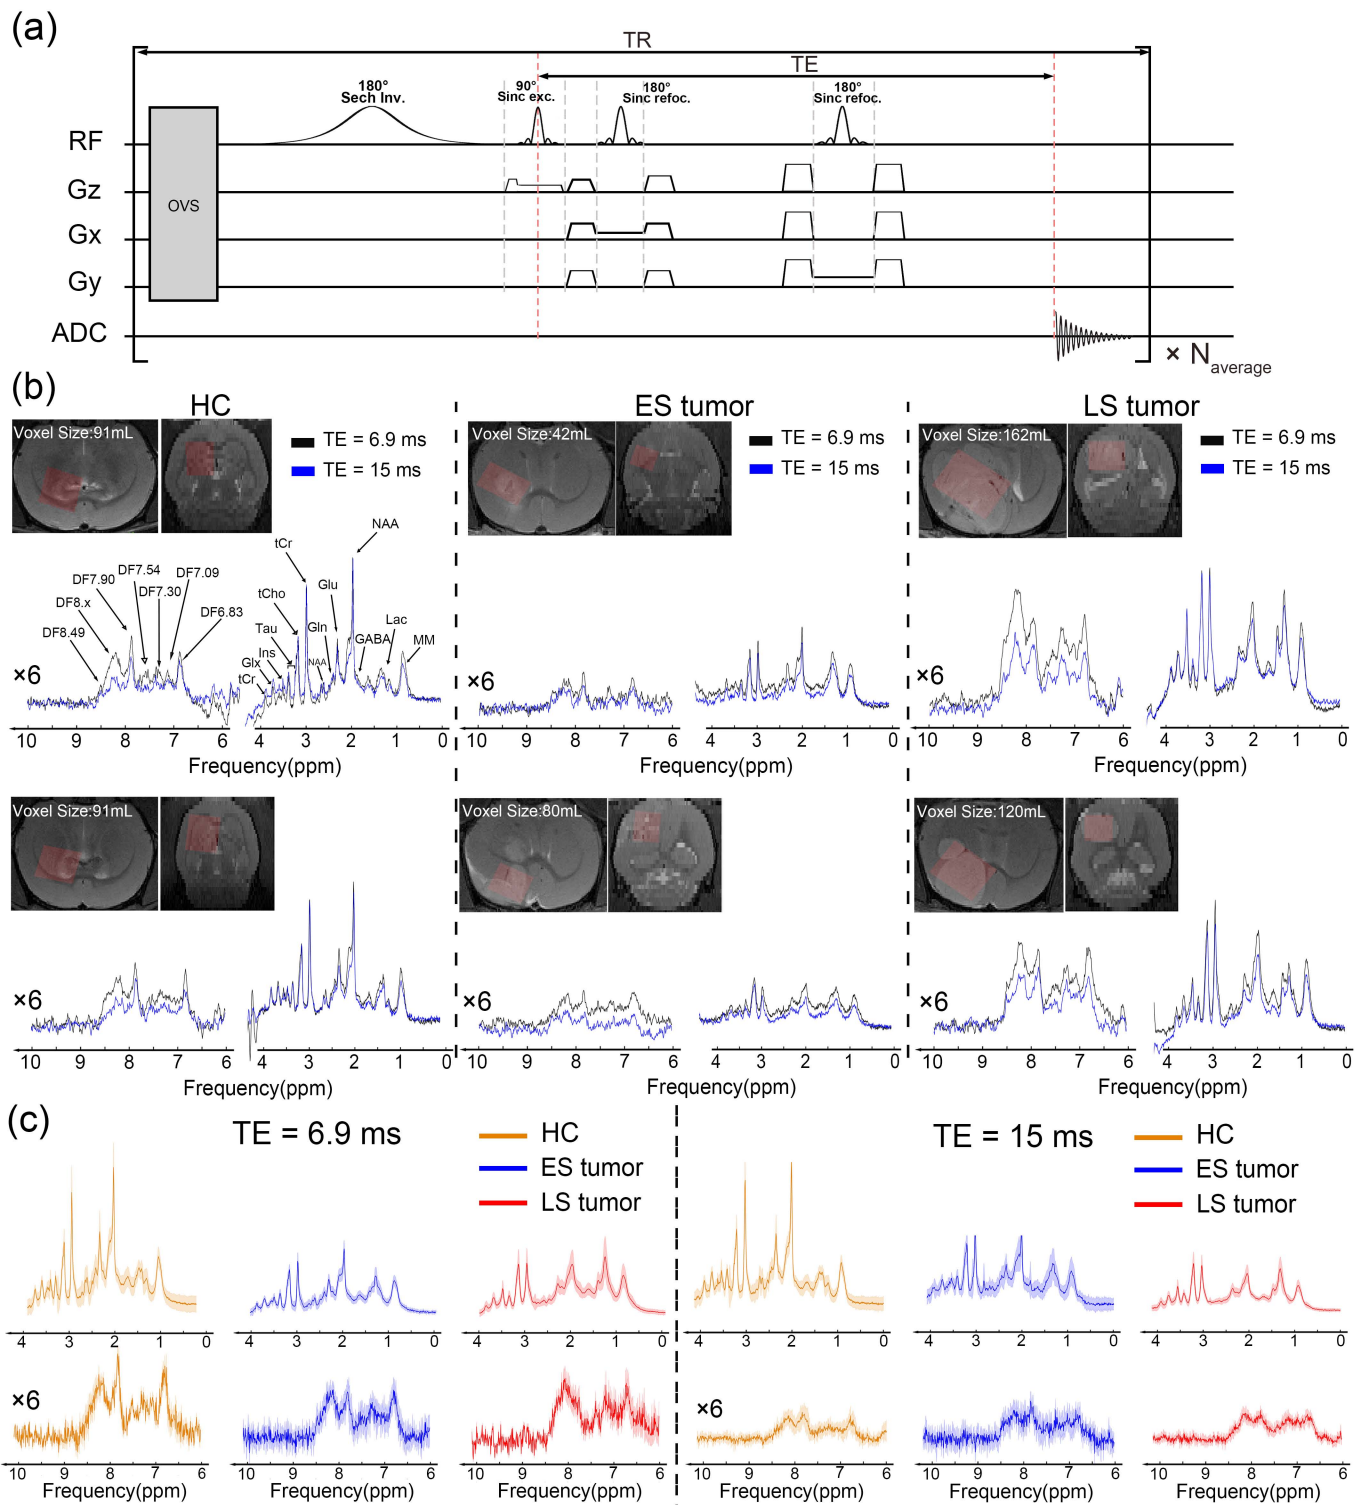 (a)
TR
TE
180°
Sech Inv.
90°
Sinc exc.
180°
Sinc refoc.
180°
Sinc refoc.
RF
Gz
Gx
Gy
ADC
OVS
× N average
(b)
HC
ES tumor
LS tumor
Voxel Size:91mL
TE = 6.9 ms
TE = 15 ms
Voxel Size:42mL
TE = 6.9 ms
TE = 15 ms
Voxel Size:162mL
TE = 6.9 ms
TE = 15 ms
DF8.49
DF8.x
DF7.90
DF7.54
DF7.30
DF7.09
DF6.83
tCr
Glx
Ins
Tau
tCho
tCr
NAA
Gln
Glu
NAA
GABA
Lac
MM
×6
×6
×6
10 9 8 7 6
4 3 2 1 0
10 9 8 7 6
4 3 2 1 0
10 9 8 7 6
4 3 2 1 0
Frequency(ppm)
Frequency(ppm)
Frequency(ppm)
Voxel Size:91mL
Voxel Size:80mL
Voxel Size:120mL
×6
×6
×6
10 9 8 7 6
4 3 2 1 0
10 9 8 7 6
4 3 2 1 0
10 9 8 7 6
4 3 2 1 0
Frequency(ppm)
Frequency(ppm)
Frequency(ppm)
(c)
TE = 6.9 ms
HC
ES tumor
LS tumor
TE = 15 ms
HC
ES tumor
LS tumor
4 3 2 1 0
4 3 2 1 0
4 3 2 1 0
4 3 2 1 0
4 3 2 1 0
4 3 2 1 0
×6
×6
10 9 8 7 6
10 9 8 7 6
10 9 8 7 6
10 9 8 7 6
10 9 8 7 6
10 9 8 7 6
Frequency(ppm)
Frequency(ppm)
Frequency(ppm)
Frequency(ppm)
Frequency(ppm)
Frequency(ppm)